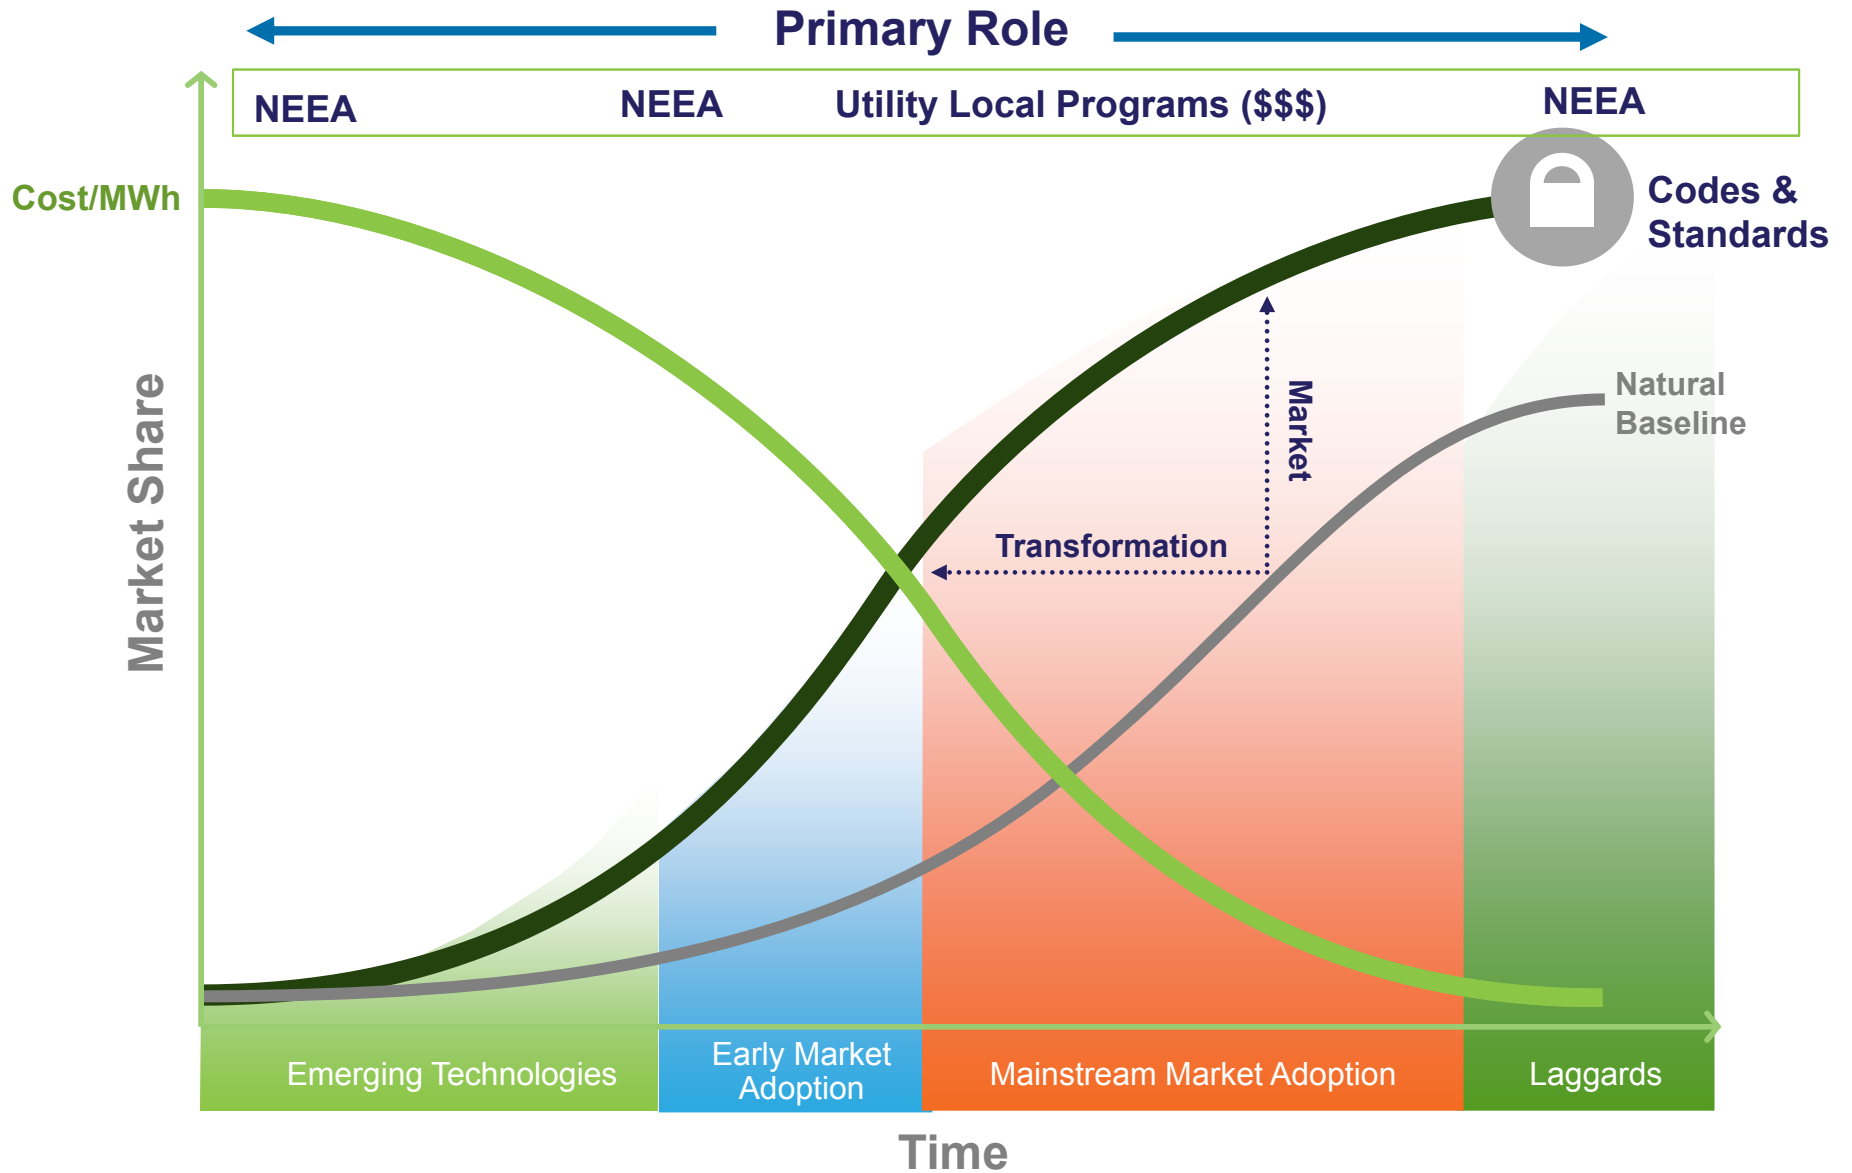 Primary Role
NEEA
NEEA
Utility Local Programs ($$$)
NEEA
Cost/MWh
Codes &
Standards
Market Share
Natural
Baseline
Market
Transformation
Emerging Technologies
Early Market
Adoption
Mainstream Market Adoption
Laggards
Time